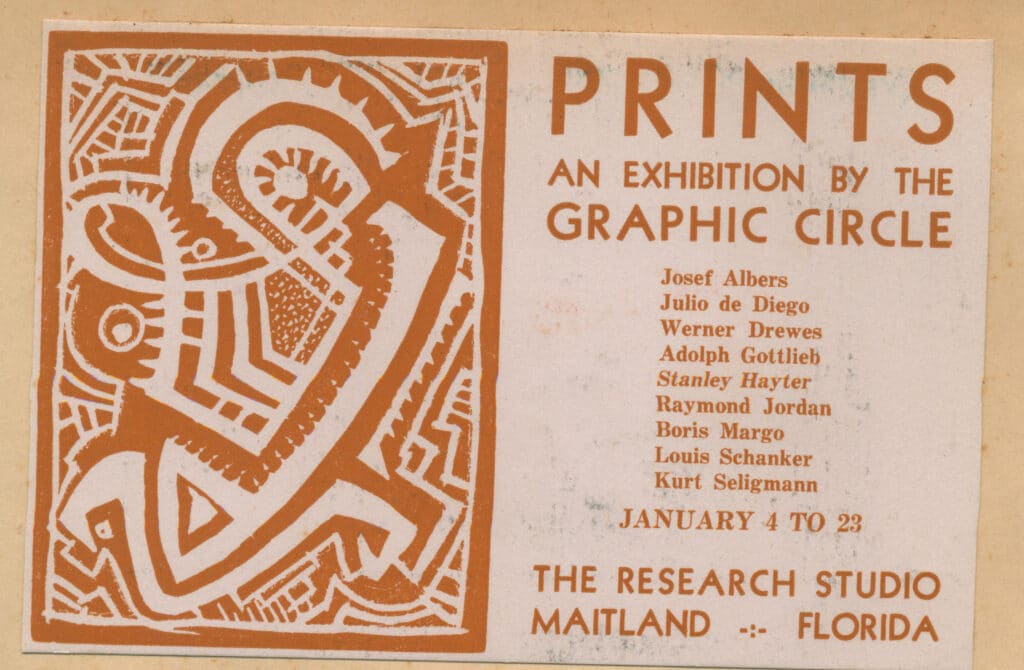 PRINTS
AN EXHIBITION BY THE
GRAPHIC CIRCLE
Josef Albers
Julio de Diego
Werner Drewes
Adolph Gottlieb
Stanley Hayter
Raymond Jordan
Boris Margo
Louis Schanker
Kurt Seligmann
JANUARY 4 TO 23
THE RESEARCH STUDIO
MAITLAND -:- FLORIDA